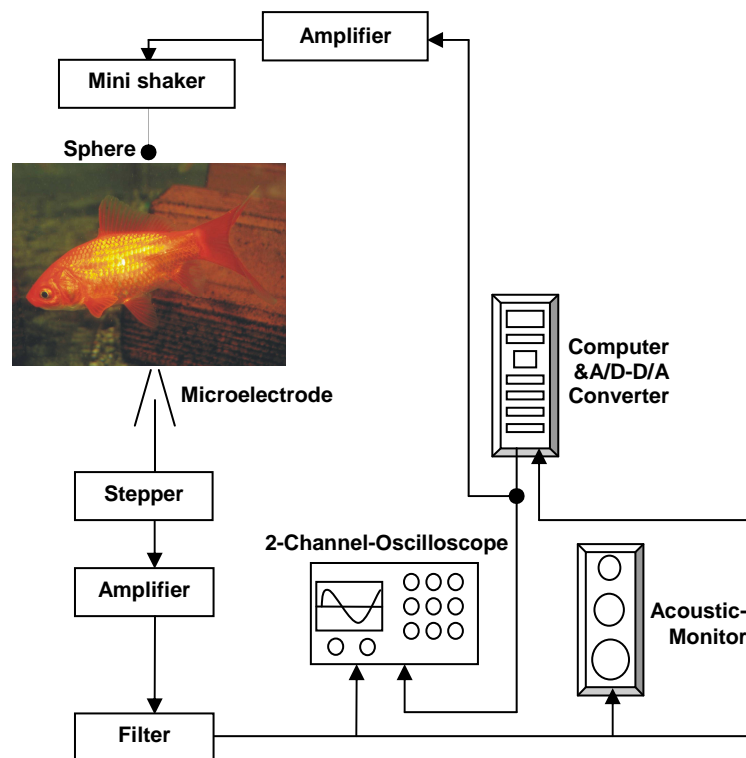 Amplifier
Mini shaker
Sphere
Microelectrode
Computer
&A/D-D/A
Converter
Stepper
2-Channel-Oscilloscope
Amplifier
Acoustic-
Monitor
Filter